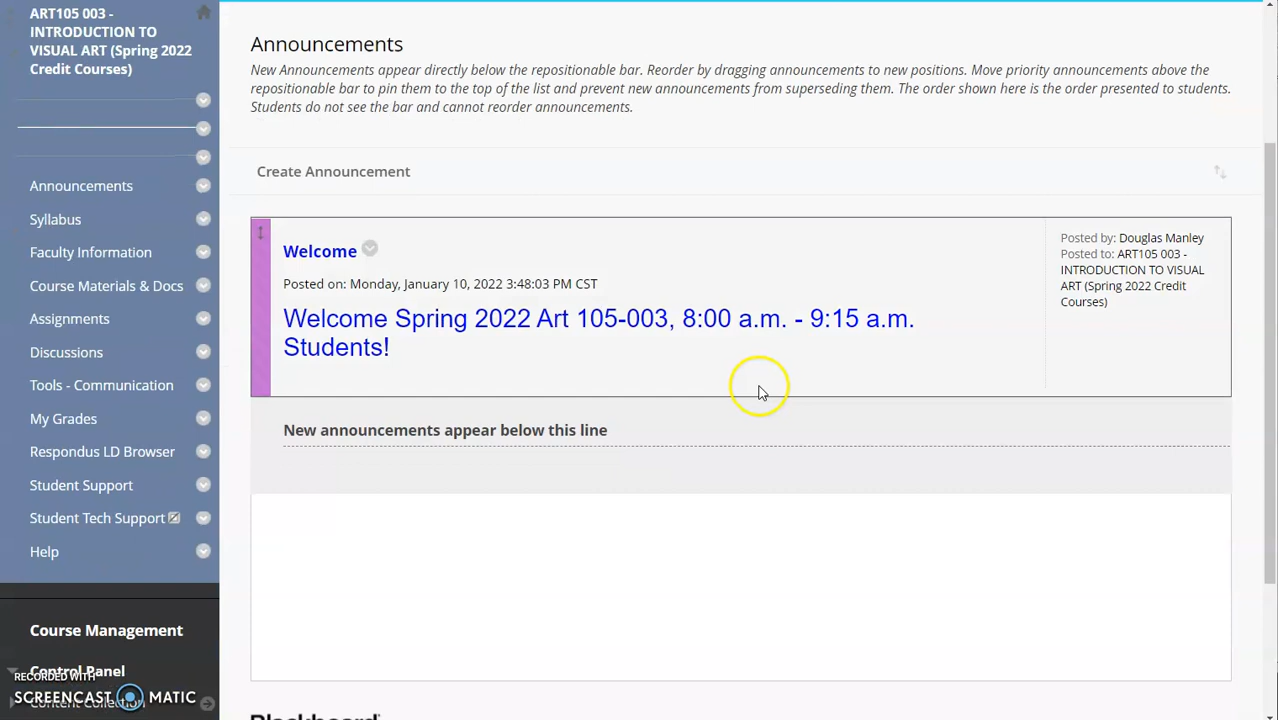 ART105 003 -
INTRODUCTION TO
VISUAL ART (Spring 2022
Credit Courses)
Announcements
Syllabus
Faculty Information
Course Materials & Docs
Assignments
Discussions
Tools - Communication
My Grades
Respondus LD Browser
Student Support
Student Tech Support
Help
Course Management
Control Panel
Content Collection
RECORDED WITH
SCREENCAST MATIC
Announcements
New Announcements appear directly below the repositionable bar. Reorder by dragging announcements to new positions. Move priority announcements above the
repositionable bar to pin them to the top of the list and prevent new announcements from superseding them. The order shown here is the order presented to students.
Students do not see the bar and cannot reorder announcements.
Create Announcement
Welcome
Posted on: Monday, January 10, 2022 3:48:03 PM CST
Welcome Spring 2022 Art 105-003, 8:00 a.m. - 9:15 a.m.
Students!
Posted by: Douglas Manley
Posted to: ART105 003 -
INTRODUCTION TO VISUAL
ART (Spring 2022 Credit
Courses)
New announcements appear below this line
Blackboard